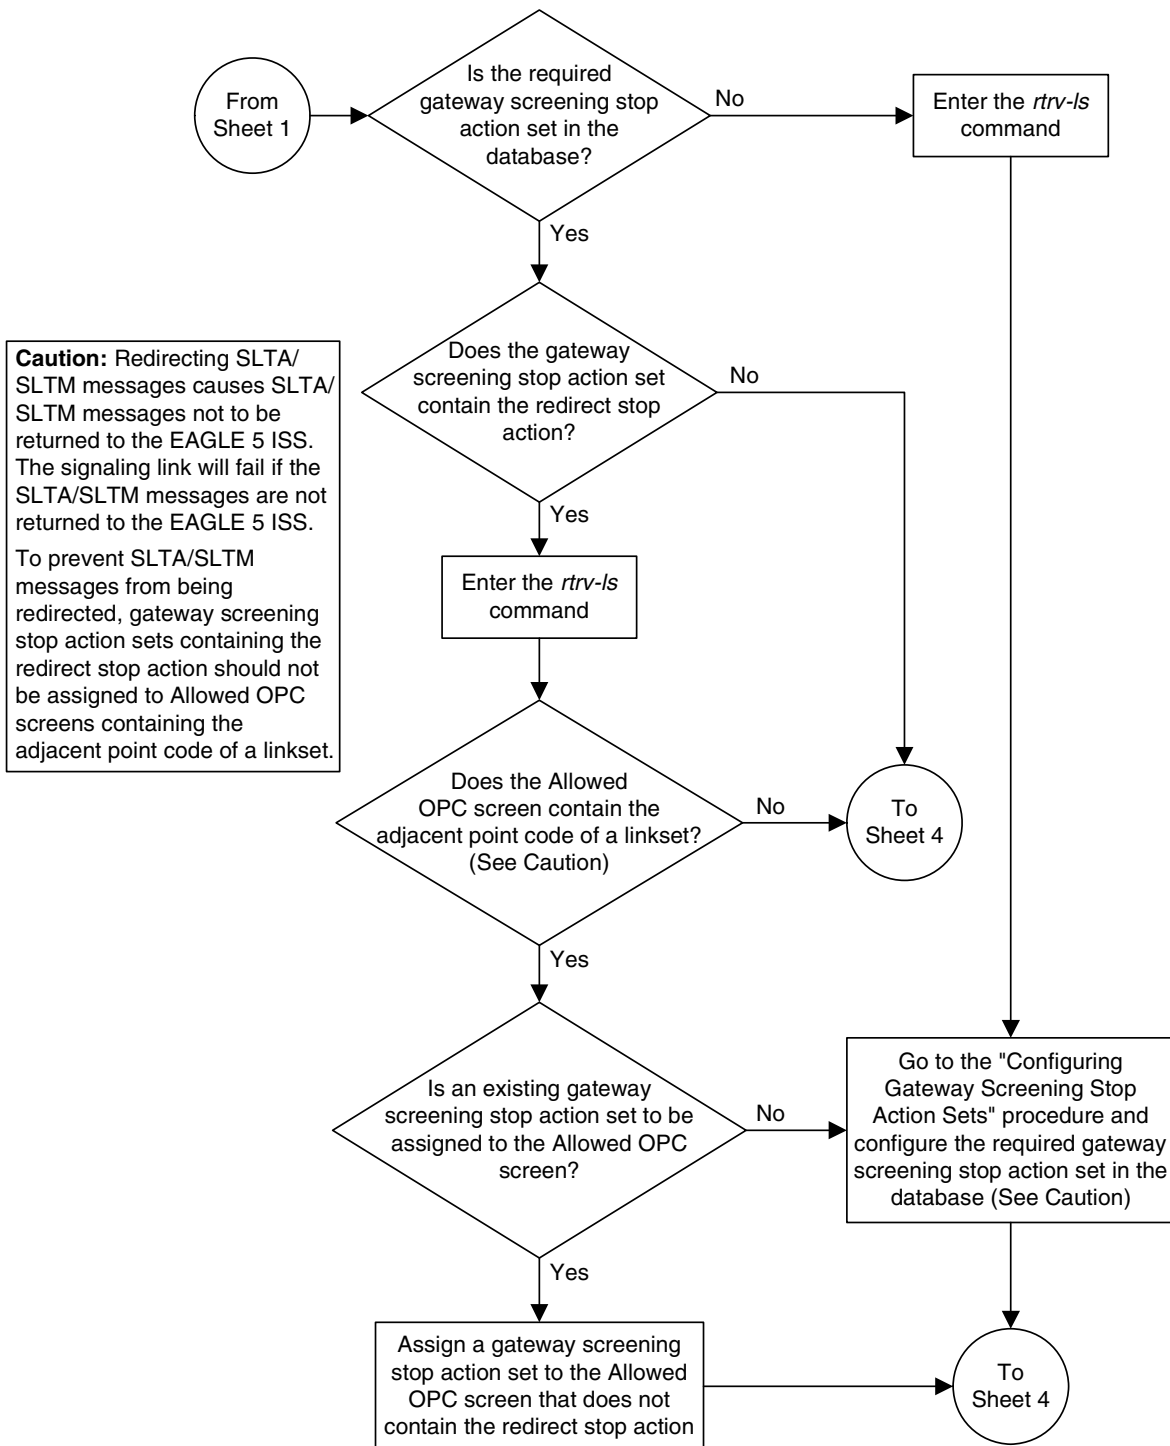 From
Sheet 1
Is the required
gateway screening stop
action set in the
database?
No
Enter the rtrv-ls
command
Yes
Does the gateway
screening stop action set
contain the redirect stop
action?
No
Yes
Caution: Redirecting SLTA/
SLTM messages causes SLTA/
SLTM messages not to be
returned to the EAGLE 5 ISS.
The signaling link will fail if the
SLTA/SLTM messages are not
returned to the EAGLE 5 ISS.
To prevent SLTA/SLTM
messages from being
redirected, gateway screening
stop action sets containing the
redirect stop action should not
be assigned to Allowed OPC
screens containing the
adjacent point code of a linkset.
Enter the rtrv-ls
command
Does the Allowed
OPC screen contain the
adjacent point code of a linkset?
(See Caution)
No
To
Sheet 4
Yes
Is an existing gateway
screening stop action set to be
assigned to the Allowed OPC
screen?
No
Go to the "Configuring
Gateway Screening Stop
Action Sets" procedure and
configure the required gateway
screening stop action set in the
database (See Caution)
Yes
Assign a gateway screening
stop action set to the Allowed
OPC screen that does not
contain the redirect stop action
To
Sheet 4